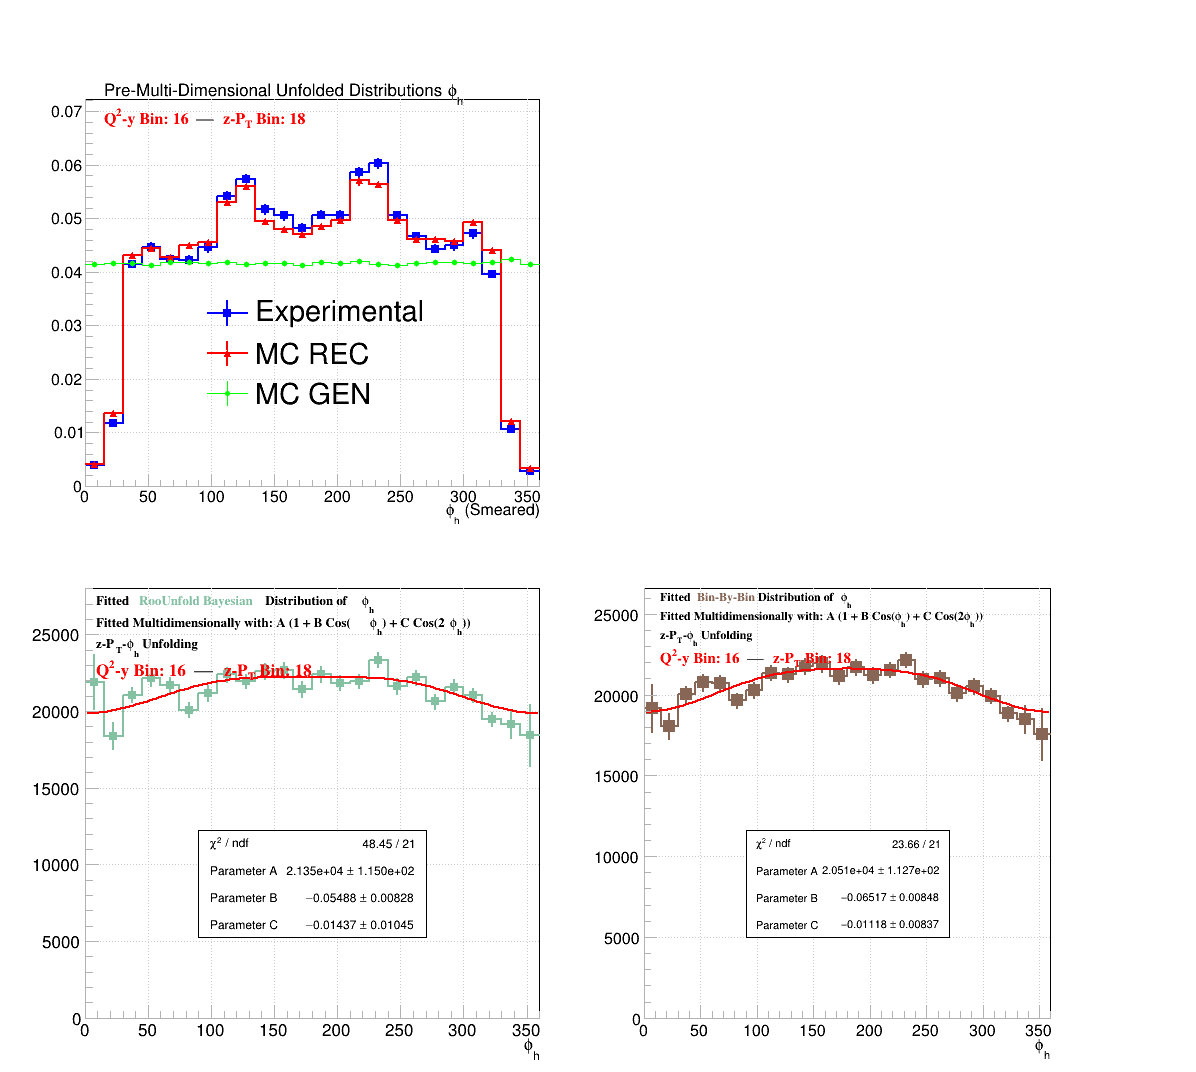 Pre-Multi-Dimensional Unfolded Distributions ϕh
Q2-y Bin: 16 — z-PT Bin: 18
0.07
0.06
0.05
0.04
0.03
0.02
0.01
0
Experimental
MC REC
MC GEN
0 50 100 150 200 250 300 350
ϕh (Smeared)
Fitted RooUnfold Bayesian Distribution of ϕh
Fitted Multidimensionally with: A (1 + B Cos( ϕh) + C Cos(2 ϕh))
z-PT-ϕh Unfolding
Q2-y Bin: 16 — z-PT Bin: 18
25000
20000
15000
10000
5000
0
χ2 / ndf 48.45 / 21
Parameter A 2.135e+04 ± 1.150e+02
Parameter B −0.05488 ± 0.00828
Parameter C −0.01437 ± 0.01045
0 50 100 150 200 250 300 350
ϕh
Fitted Bin-By-Bin Distribution of ϕh
Fitted Multidimensionally with: A (1 + B Cos(ϕh) + C Cos(2ϕh))
z-PT-ϕh Unfolding
Q2-y Bin: 16 — z-PT Bin: 18
25000
20000
15000
10000
5000
0
χ2 / ndf 23.66 / 21
Parameter A 2.051e+04 ± 1.127e+02
Parameter B −0.06517 ± 0.00848
Parameter C −0.01118 ± 0.00837
0 50 100 150 200 250 300 350
ϕh